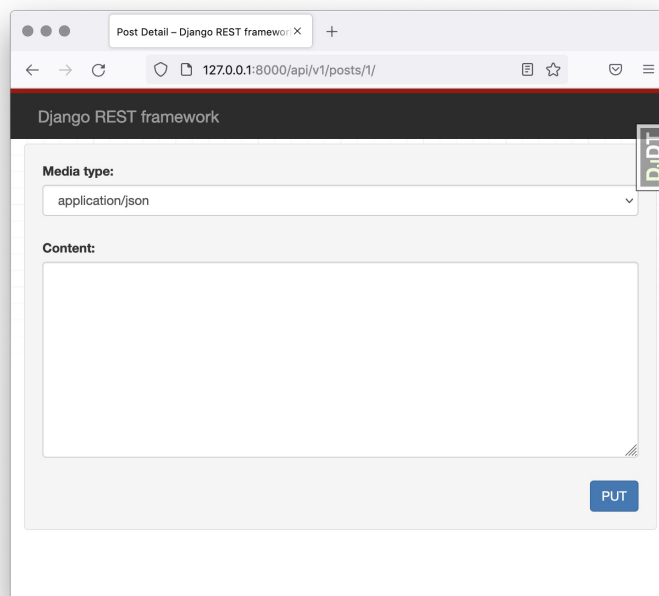 Post Detail – Django REST framewor
127.0.0.1:8000/api/v1/posts/1/
Django REST framework
DjDT
Media type:
application/json
Content:
PUT